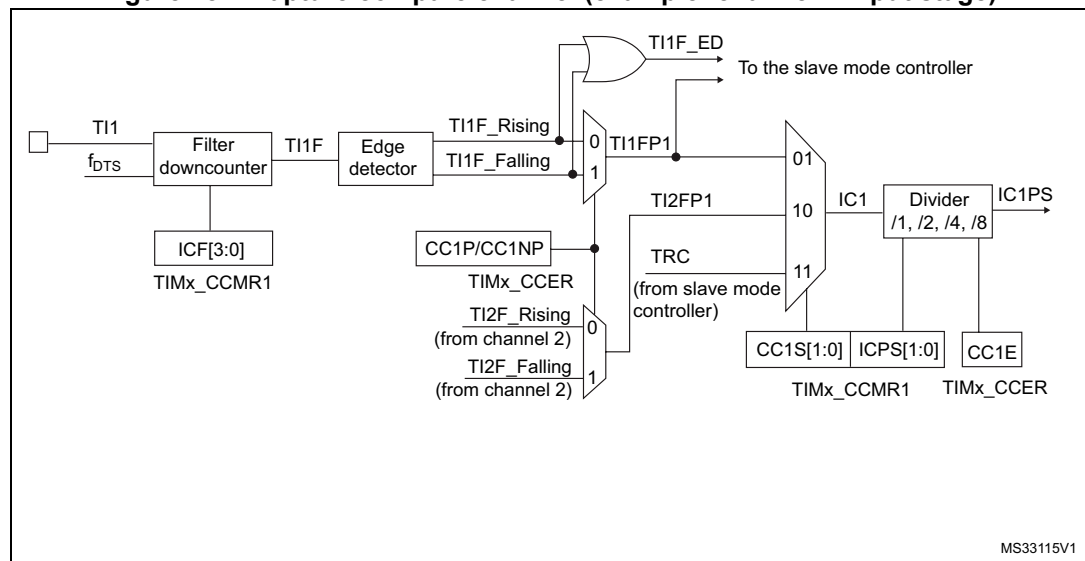 TI1F_ED
To the slave mode controller
TI1
fDTS
Filter
downcounter
TI1F
Edge
detector
TI1F_Rising
TI1F_Falling
0
1
TI1FP1
01
TI2FP1
10
IC1
Divider
/1, /2, /4, /8
IC1PS
ICF[3:0]
TIMx_CCMR1
CC1P/CC1NP
TIMx_CCER
TRC
11
(from slave mode
controller)
TI2F_Rising
(from channel 2)
0
TI2F_Falling
(from channel 2)
1
CC1S[1:0]
ICPS[1:0]
CC1E
TIMx_CCMR1
TIMx_CCER
MS33115V1